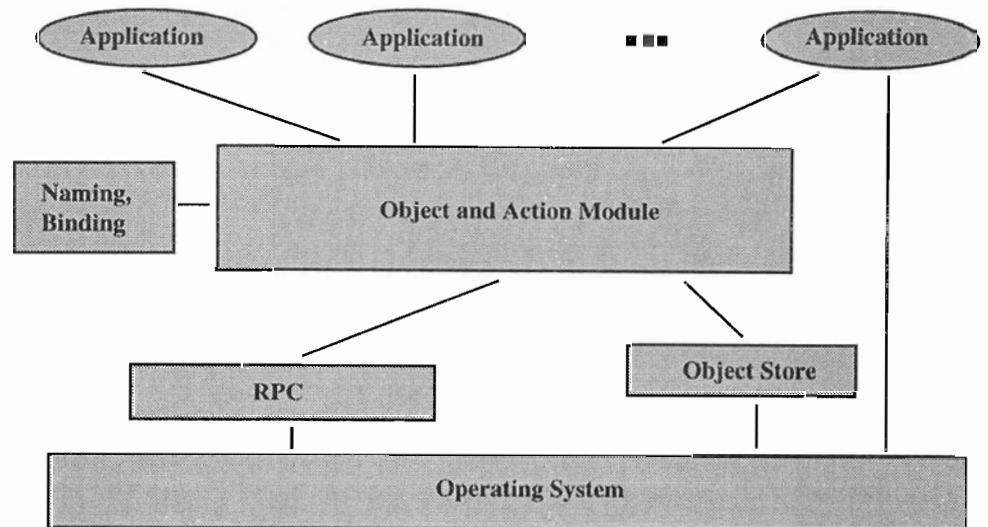 Application
Application
Application
Naming,
Binding
Object and Action Module
RPC
Object Store
Operating System